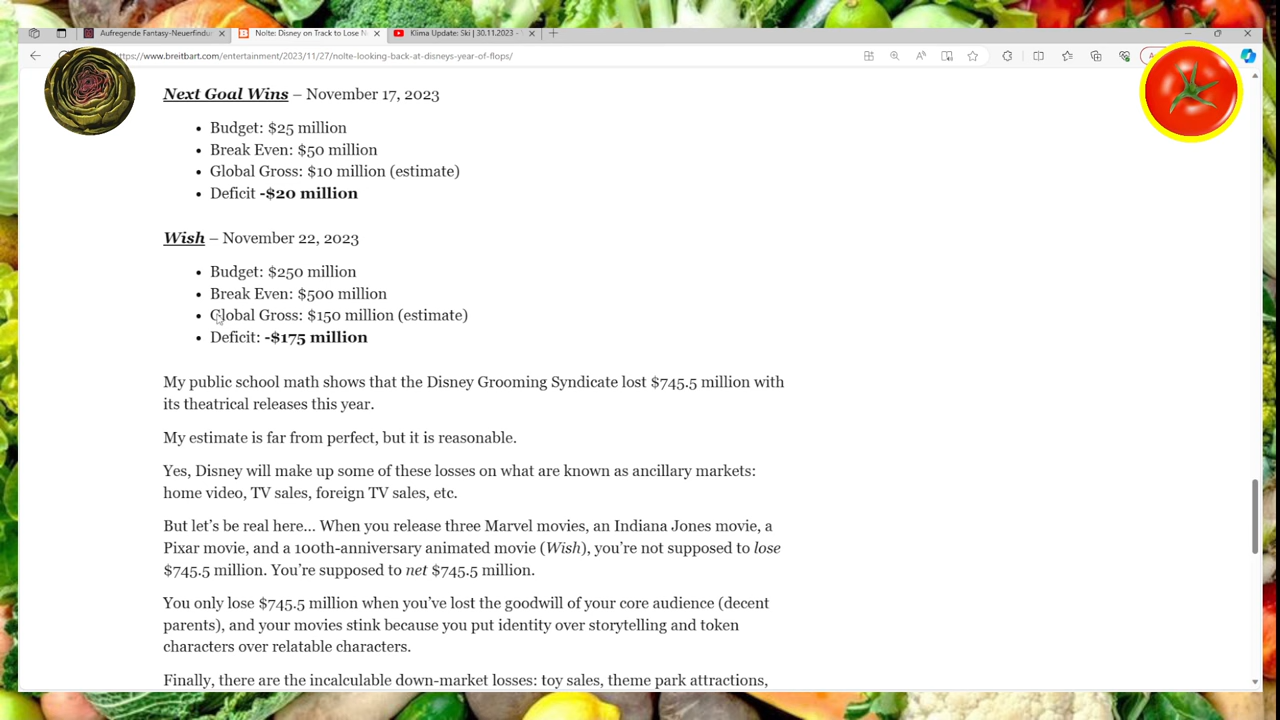 Aufregende Fantasy-Neuerfindu
Nolte: Disney on Track to Lose N
Klima Update: Ski | 30.11.2023 -
ttps://www.breitbart.com/entertainment/2023/11/27/nolte-looking-back-at-disneys-year-of-flops/
Next Goal Wins – November 17, 2023
• Budget: $25 million
• Break Even: $50 million
• Global Gross: $10 million (estimate)
• Deficit -$20 million
Wish – November 22, 2023
• Budget: $250 million
• Break Even: $500 million
• Global Gross: $150 million (estimate)
• Deficit: -$175 million
My public school math shows that the Disney Grooming Syndicate lost $745.5 million with
its theatrical releases this year.
My estimate is far from perfect, but it is reasonable.
Yes, Disney will make up some of these losses on what are known as ancillary markets:
home video, TV sales, foreign TV sales, etc.
But let’s be real here… When you release three Marvel movies, an Indiana Jones movie, a
Pixar movie, and a 100th-anniversary animated movie (Wish), you’re not supposed to lose
$745.5 million. You’re supposed to net $745.5 million.
You only lose $745.5 million when you’ve lost the goodwill of your core audience (decent
parents), and your movies stink because you put identity over storytelling and token
characters over relatable characters.
Finally, there are the incalculable down-market losses: toy sales, theme park attractions,